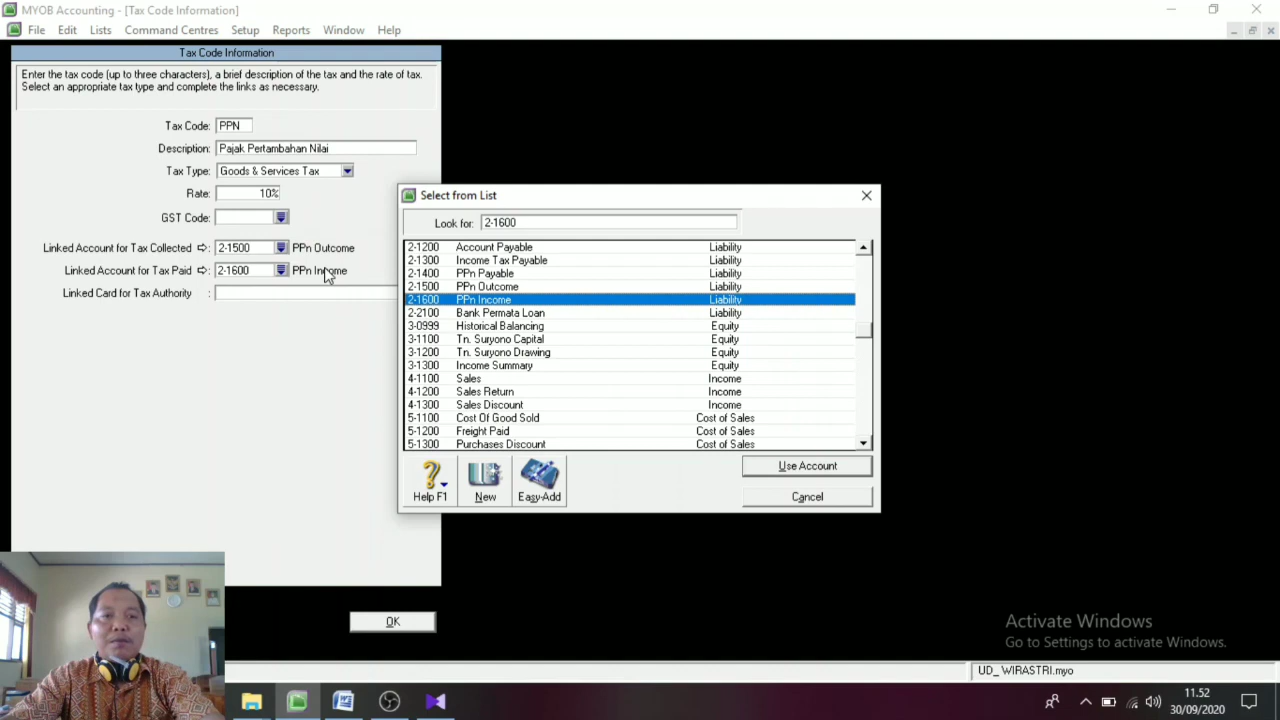 MYOB Accounting - [Tax Code Information]
File Edit Lists Command Centres Setup Reports Window Help
Tax Code Information
Enter the tax code (up to three characters), a brief description of the tax and the rate of tax.
Select an appropriate tax type and complete the links as necessary.
Tax Code: PPN
Description: Pajak Pertambahan Nilai
Tax Type: Goods & Services Tax
Rate: 10%
GST Code:
Linked Account for Tax Collected : 2-1500 PPn Outcome
Linked Account for Tax Paid : 2-1600 PPn Income
Linked Card for Tax Authority :
OK
Select from List
Look for: 2-1600
2-1200 Account Payable Liability
2-1300 Income Tax Payable Liability
2-1400 PPn Payable Liability
2-1500 PPn Outcome Liability
2-1600 PPn Income Liability
2-2100 Bank Permata Loan Liability
3-0999 Historical Balancing Equity
3-1100 Tn. Suryono Capital Equity
3-1200 Tn. Suryono Drawing Equity
3-1300 Income Summary Equity
4-1100 Sales Income
4-1200 Sales Return Income
4-1300 Sales Discount Income
5-1100 Cost Of Good Sold Cost of Sales
5-1200 Freight Paid Cost of Sales
5-1300 Purchases Discount Cost of Sales
Help F1 New Easy-Add
Use Account
Cancel
Activate Windows
Go to Settings to activate Windows.
UD_ WIRASTRI.myo
11.52
30/09/2020